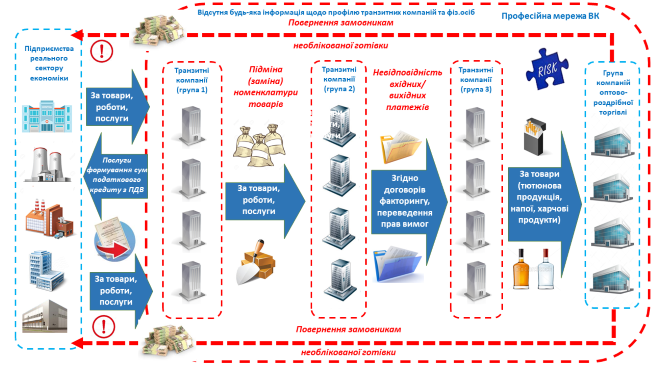 Відсутня будь-яка інформація щодо профілю транзитних компаній та фіз.осіб
Професійна мережа ВК
Повернення замовникам
необлікованої готівки
Підприємства
реального
сектору
економіки
За товари,
роботи,
послуги
Послуги
формування сум
податкового
кредиту з ПДВ
За товари,
роботи,
послуги
Транзитні
компанії
(група 1)
Підміна
(заміна)
номенклатури
товарів
За товари,
роботи,
послуги
Транзитні
компанії
(група 2)
Невідповідність
вхідних/
вихідних
платежів
Згідно
договорів
факторингу,
переведення
прав вимог
Транзитні
компанії
(група 3)
RISK
За товари
(тютюнова
продукція,
напої, харчові
продукти)
Група
компаній
оптово-
роздрібної
торгівлі
Повернення замовникам
необлікованої готівки